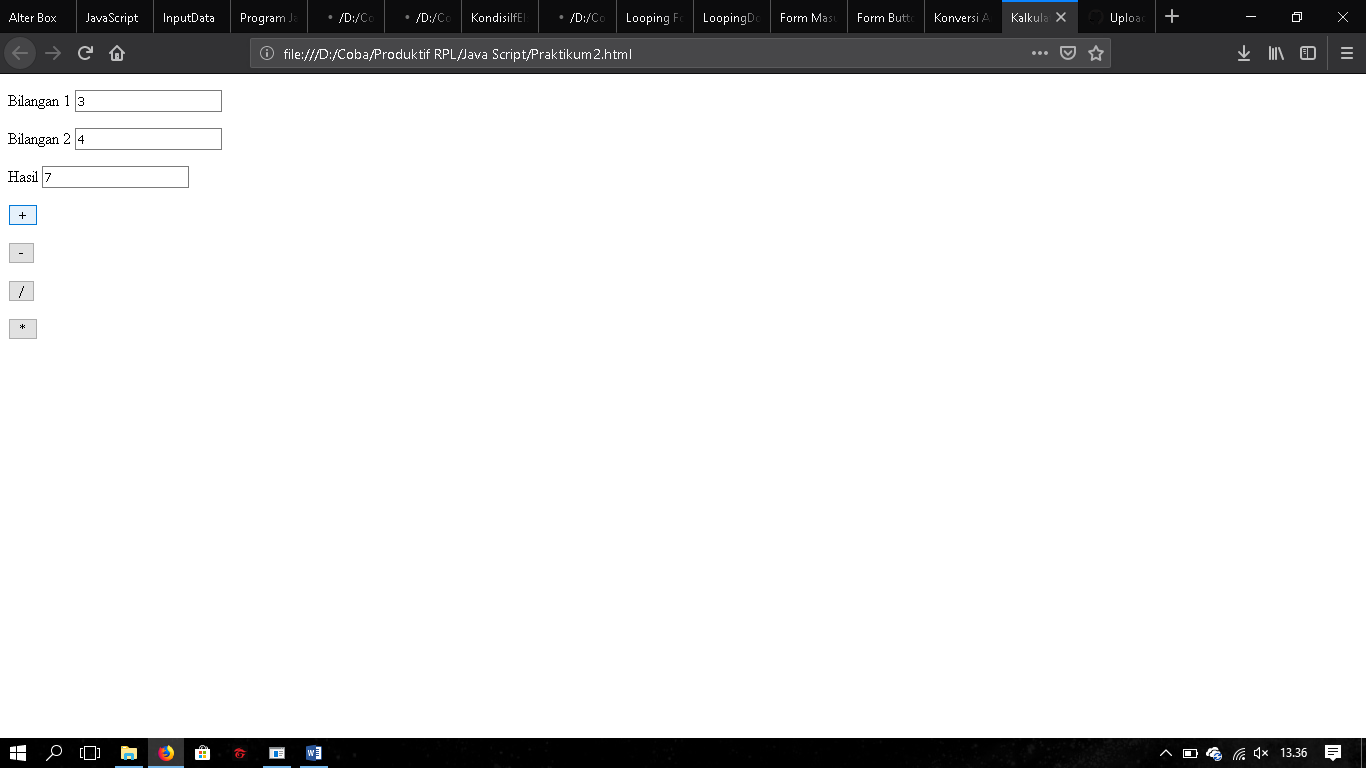 Alter Box JavaScript InputData Program Ja /D:/Co /D:/Co KondisiIfEl /D:/Co Looping Fo LoopingDo Form Masu Form Butto Konversi A Kalkula Upload
file:///D:/Coba/Produktif RPL/Java Script/Praktikum2.html
Bilangan 1 3
Bilangan 2 4
Hasil 7
+
-
/
*
13.36